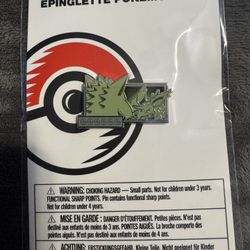 ÉPINGLETTE POKÉM
WARNING: CHOKING HAZARD — Small parts. Not for children under 3 years.
FUNCTIONAL SHARP POINTS. Pin contains functional sharp points.
Not for children under 4 years.
MISE EN GARDE : DANGER D'ÉTOUFFEMENT. Petites pièces. N'est pas
destiné aux enfants de moins de 3 ans. POINTES AIGUËS. La broche comporte des
pointes aiguës. N'est pas destiné aux enfants de moins de 4 ans.
ACHTUNG: ERSTICKUNGSGEFAHR. Kleine Teile. Nicht geeignet für Kinder